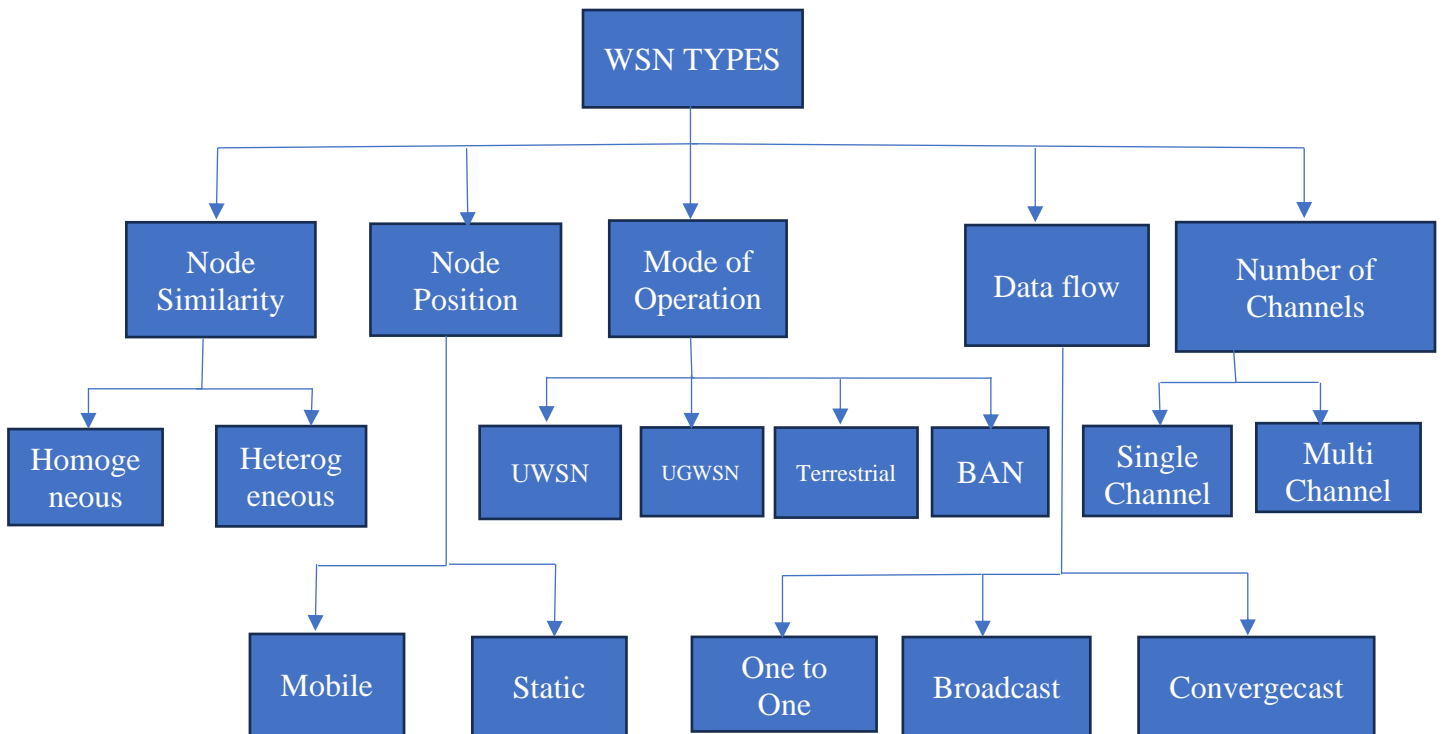 WSN TYPES
Node
Similarity
Node
Position
Mode of
Operation
Data flow
Number of
Channels
Homoge
neous
Heterog
eneous
UWSN
UGWSN
Terrestrial
BAN
Single
Channel
Multi
Channel
Mobile
Static
One to
One
Broadcast
Convergecast